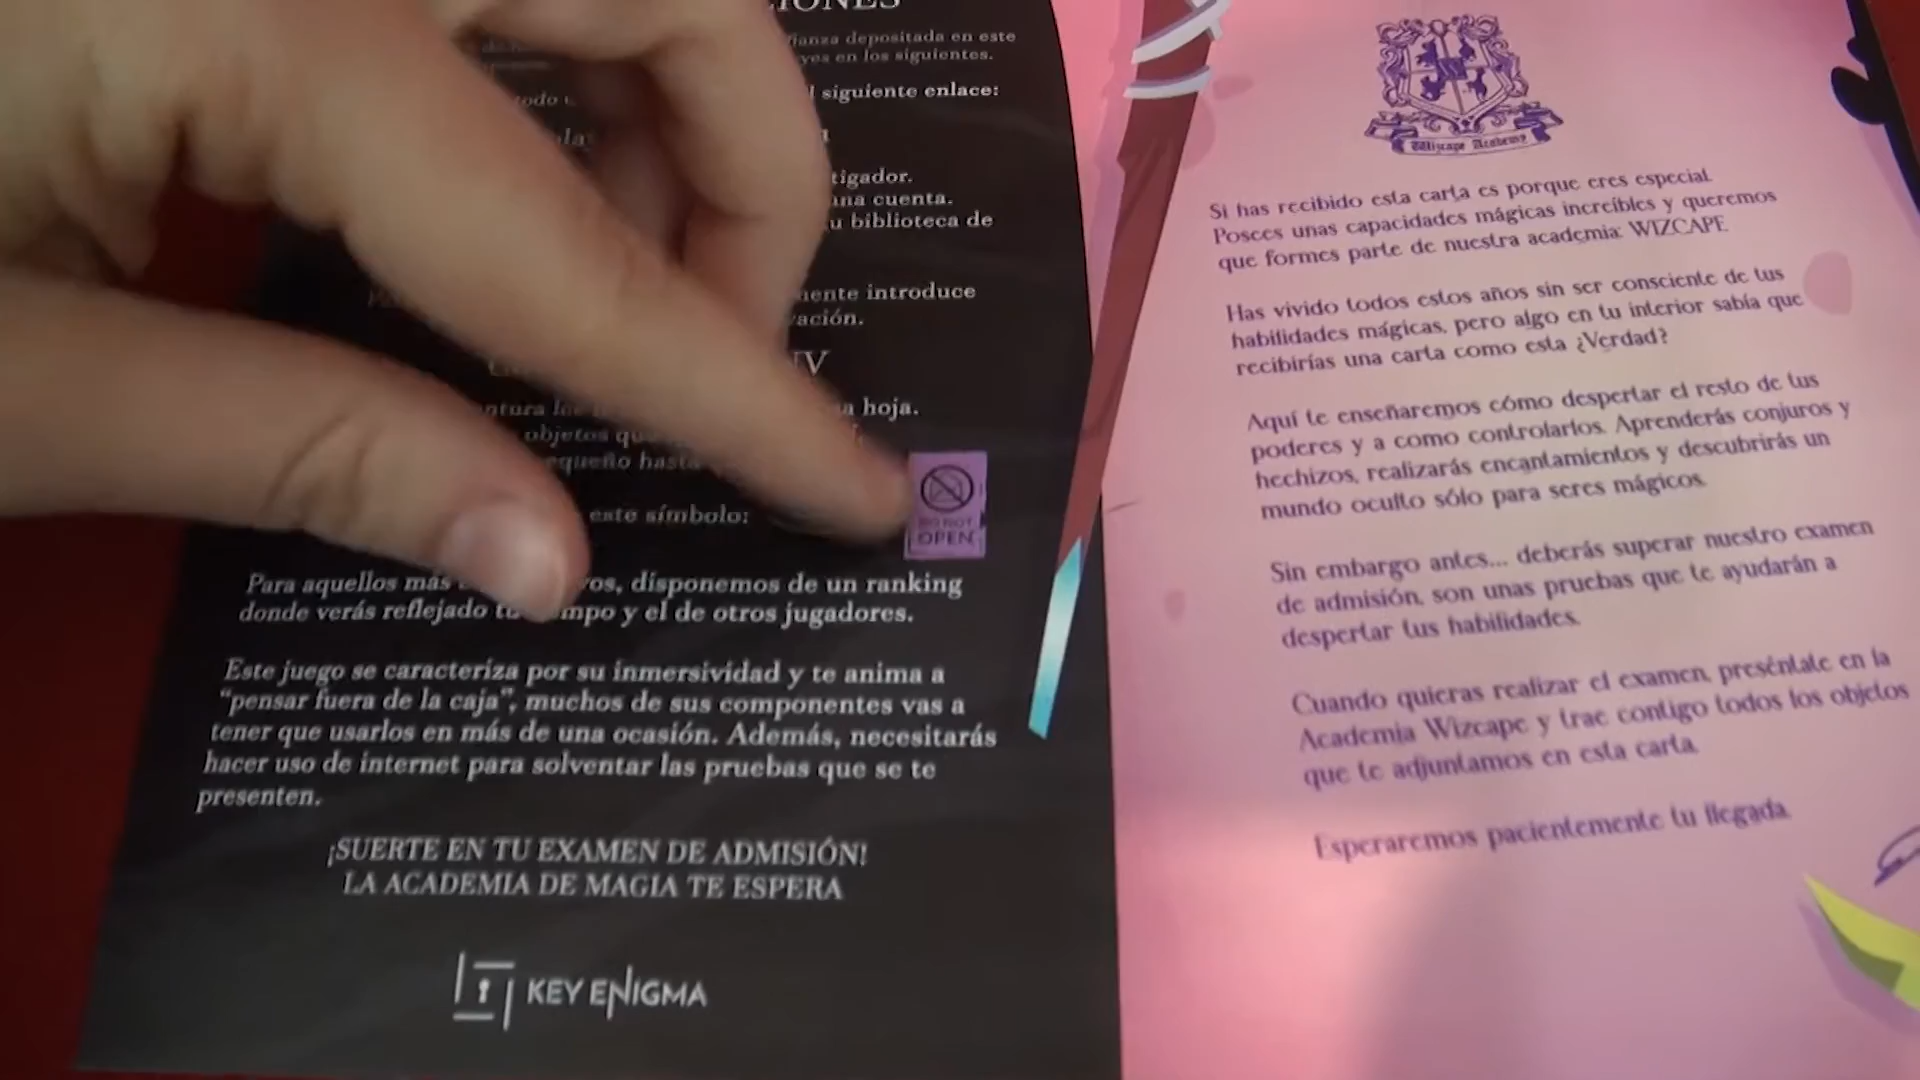 depositada en este
en los siguientes.
siguiente enlace:
cuenta.
biblioteca de
introduce
hoja.
objetos
este símbolo:
DO NOT
OPEN
Para aquellos más disponemos de un ranking
donde verás reflejado y el de otros jugadores.
Este juego se caracteriza por su inmersividad y te anima a
"pensar fuera de la caja", muchos de sus componentes vas a
tener que usarlos en más de una ocasión. Además, necesitarás
hacer uso de internet para solventar las pruebas que se te
presenten.
¡SUERTE EN TU EXAMEN DE ADMISIÓN!
LA ACADEMIA DE MAGIA TE ESPERA
KEY ENIGMA
Wizcape Academy
Si has recibido esta carta es porque eres especial.
Posees unas capacidades mágicas increíbles y queremos
que formes parte de nuestra academia: WIZCAPE
Has vivido todos estos años sin ser consciente de tus
habilidades mágicas, pero algo en tu interior sabía que
recibirías una carta como esta ¿Verdad?
Aquí te enseñaremos cómo despertar el resto de tus
poderes y a como controlarlos. Aprenderás conjuros y
hechizos, realizarás encantamientos y descubrirás un
mundo oculto sólo para seres mágicos.
Sin embargo antes... deberás superar nuestro examen
de admisión, son unas pruebas que te ayudarán a
despertar tus habilidades.
Cuando quieras realizar el examen, preséntate en la
Academia Wizcape y trae contigo todos los objetos
que te adjuntamos en esta carta.
Esperaremos pacientemente tu llegada.